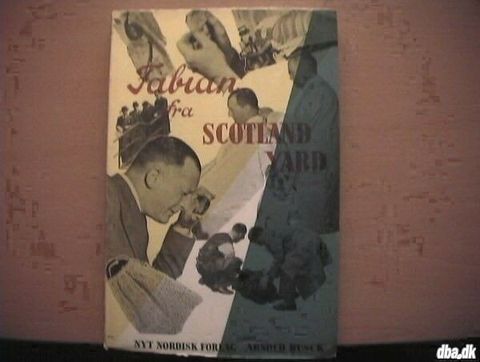 Fabian
fra
SCOTLAND
YARD
NYT NORDISK FORLAG ARNOLD BUSCK
dba.dk